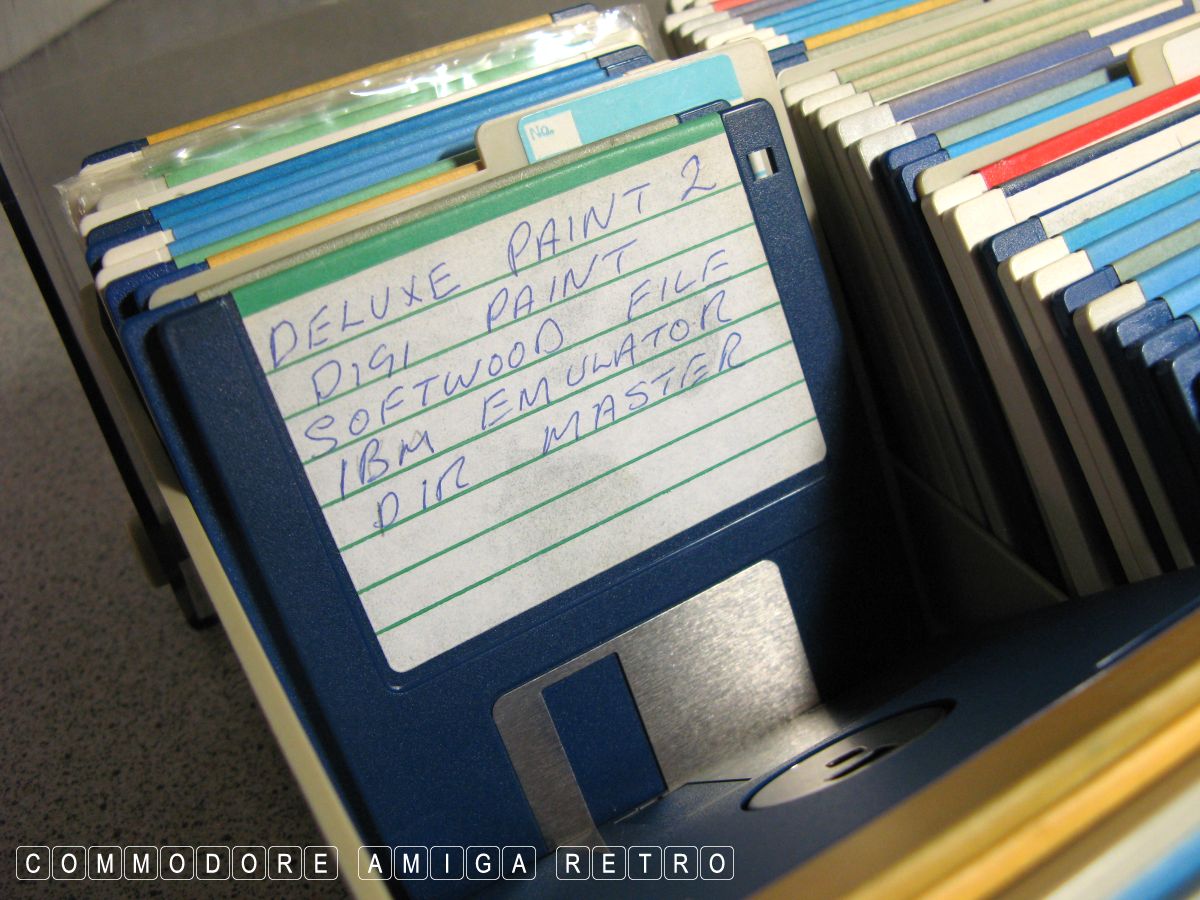 No.
DELUXE PAINT 2
DIGI PAINT
SOFTWOOD FILE
IBM EMULATOR
DIR MASTER
COMMODORE AMIGA RETRO